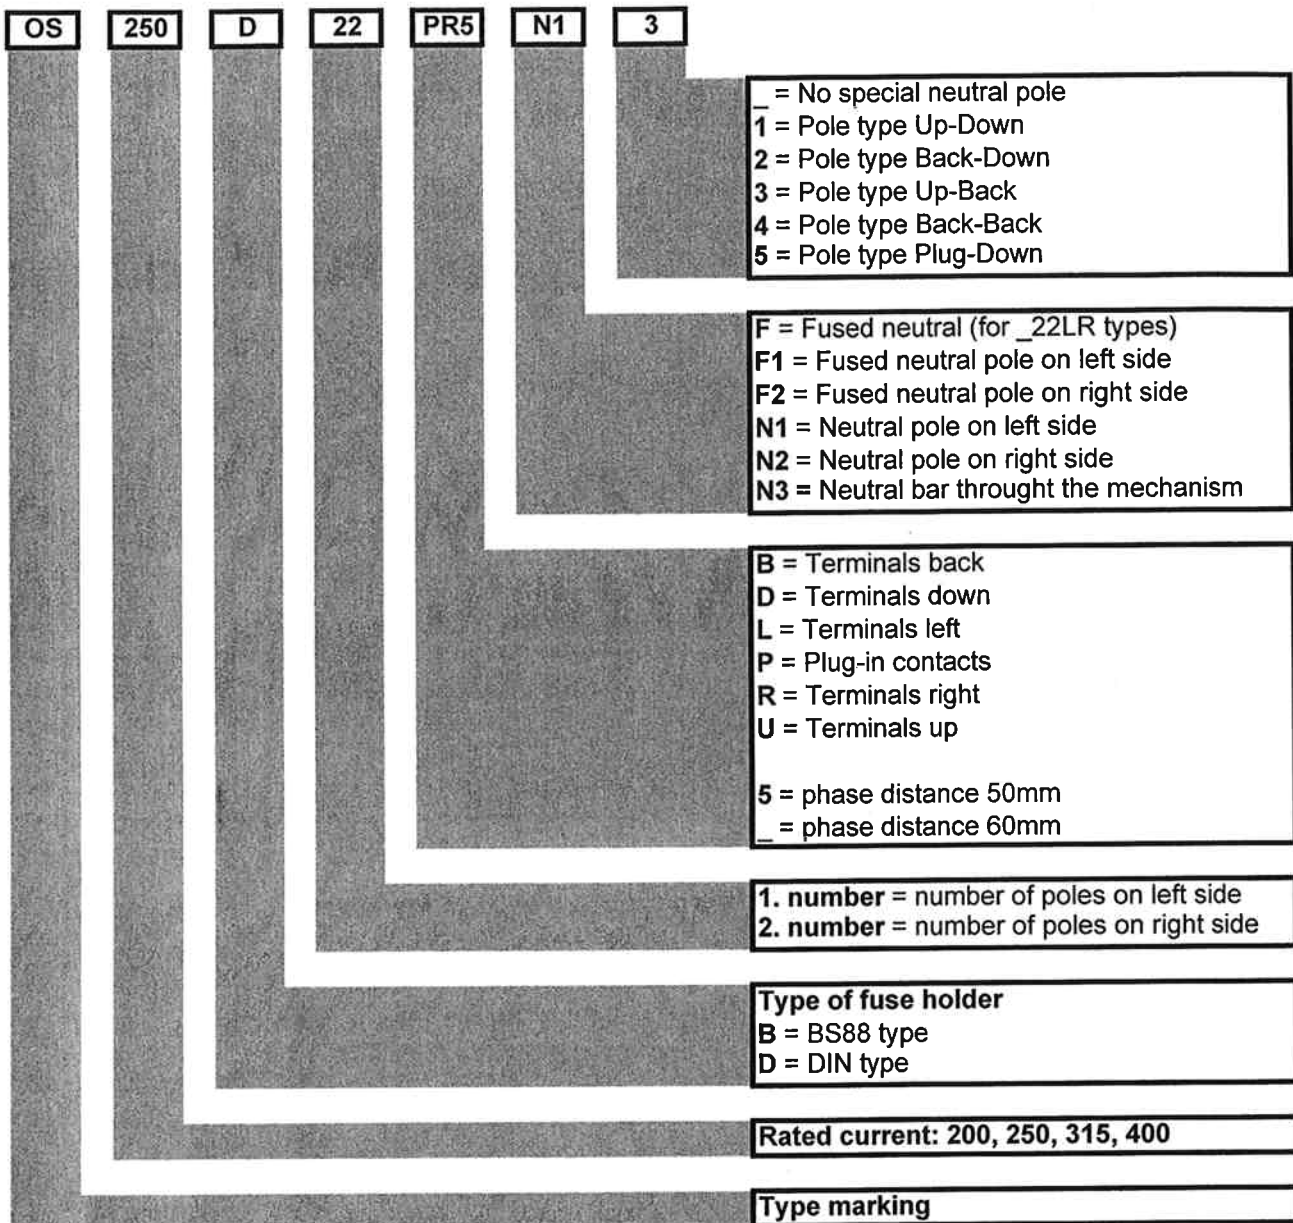 OS 250 D 22 PR5 N1 3
_ = No special neutral pole
1 = Pole type Up-Down
2 = Pole type Back-Down
3 = Pole type Up-Back
4 = Pole type Back-Back
5 = Pole type Plug-Down
F = Fused neutral (for _22LR types)
F1 = Fused neutral pole on left side
F2 = Fused neutral pole on right side
N1 = Neutral pole on left side
N2 = Neutral pole on right side
N3 = Neutral bar throught the mechanism
B = Terminals back
D = Terminals down
L = Terminals left
P = Plug-in contacts
R = Terminals right
U = Terminals up
5 = phase distance 50mm
_ = phase distance 60mm
1. number = number of poles on left side
2. number = number of poles on right side
Type of fuse holder
B = BS88 type
D = DIN type
Rated current: 200, 250, 315, 400
Type marking